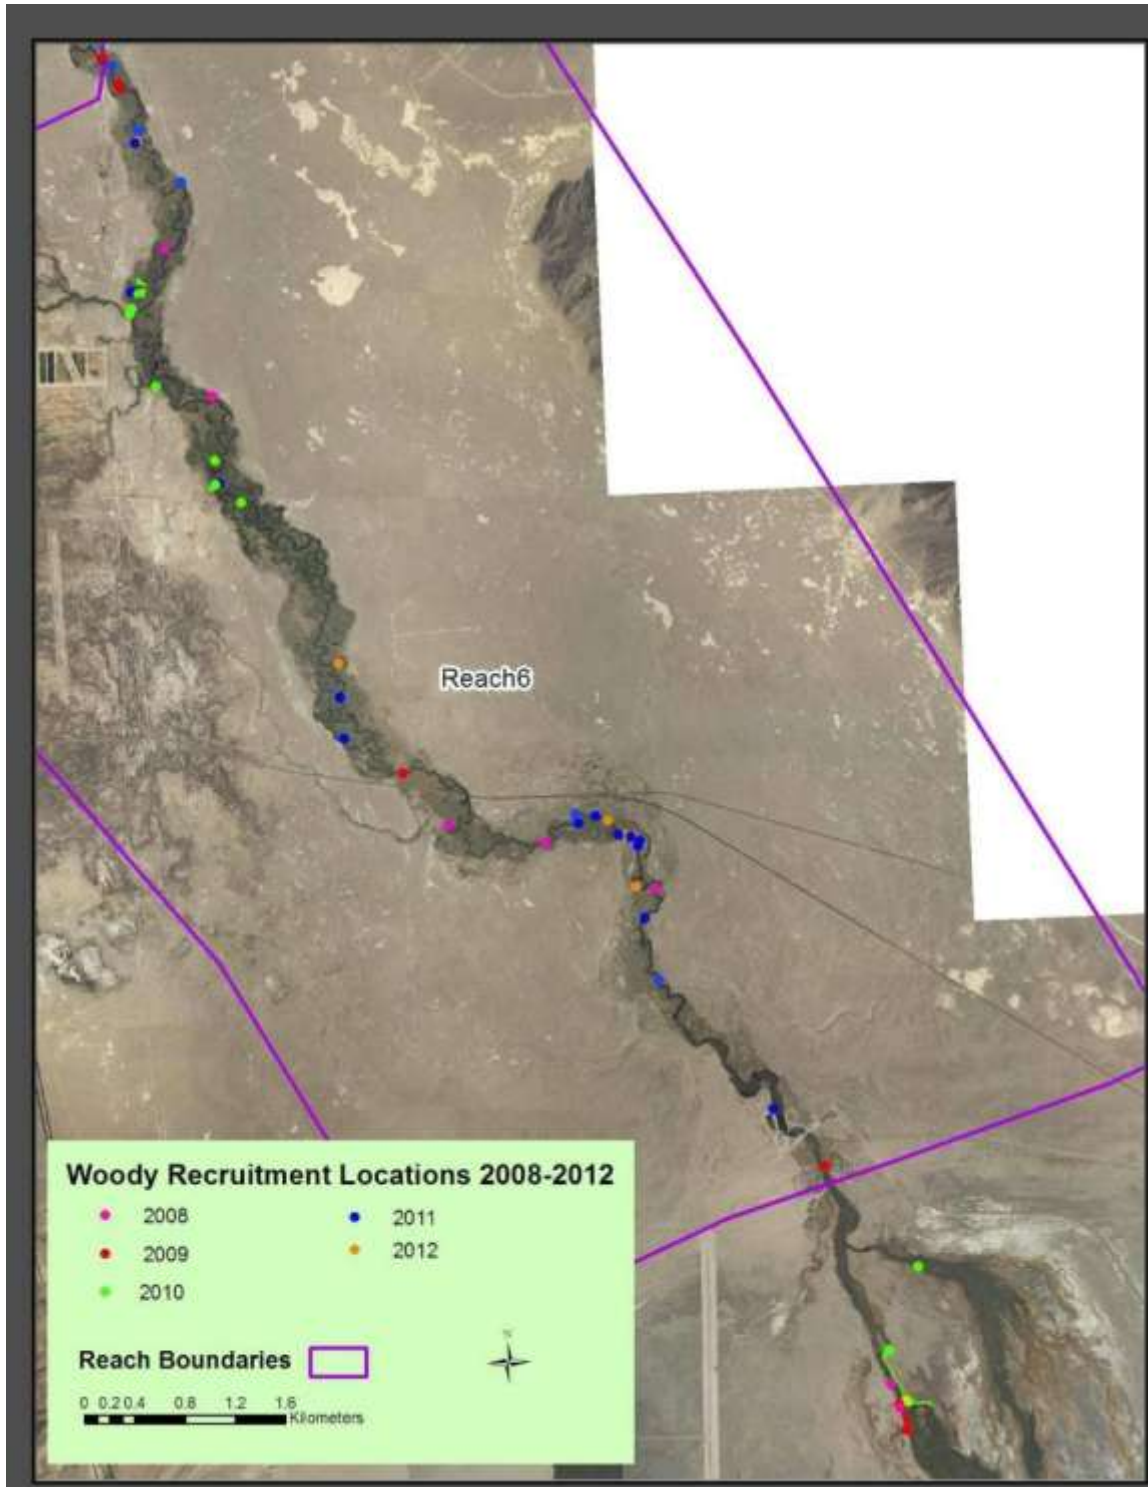 Reach6
Woody Recruitment Locations 2008-2012
2008
2011
2009
2012
2010
N
Reach Boundaries
0 0.2 0.4 0.8 1.2 1.6
Kilometers